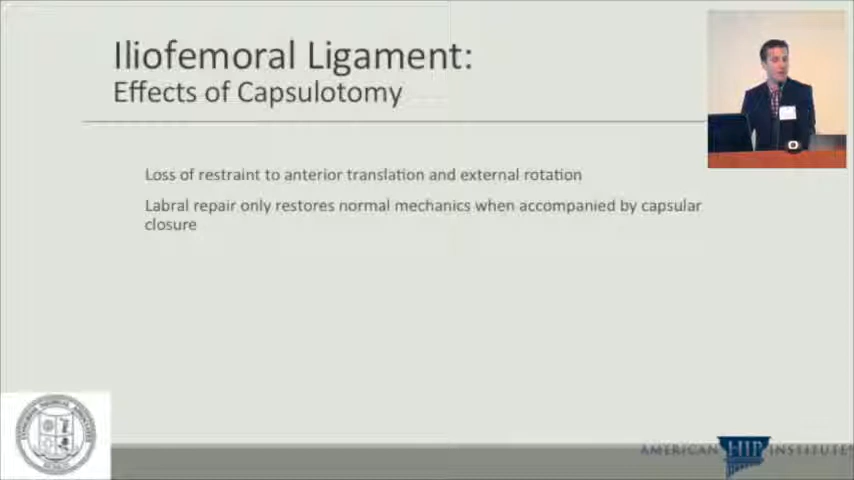 Iliofemoral Ligament:
Effects of Capsulotomy
Loss of restraint to anterior translation and external rotation
Labral repair only restores normal mechanics when accompanied by capsular
closure
AMERICAN HIP INSTITUTE